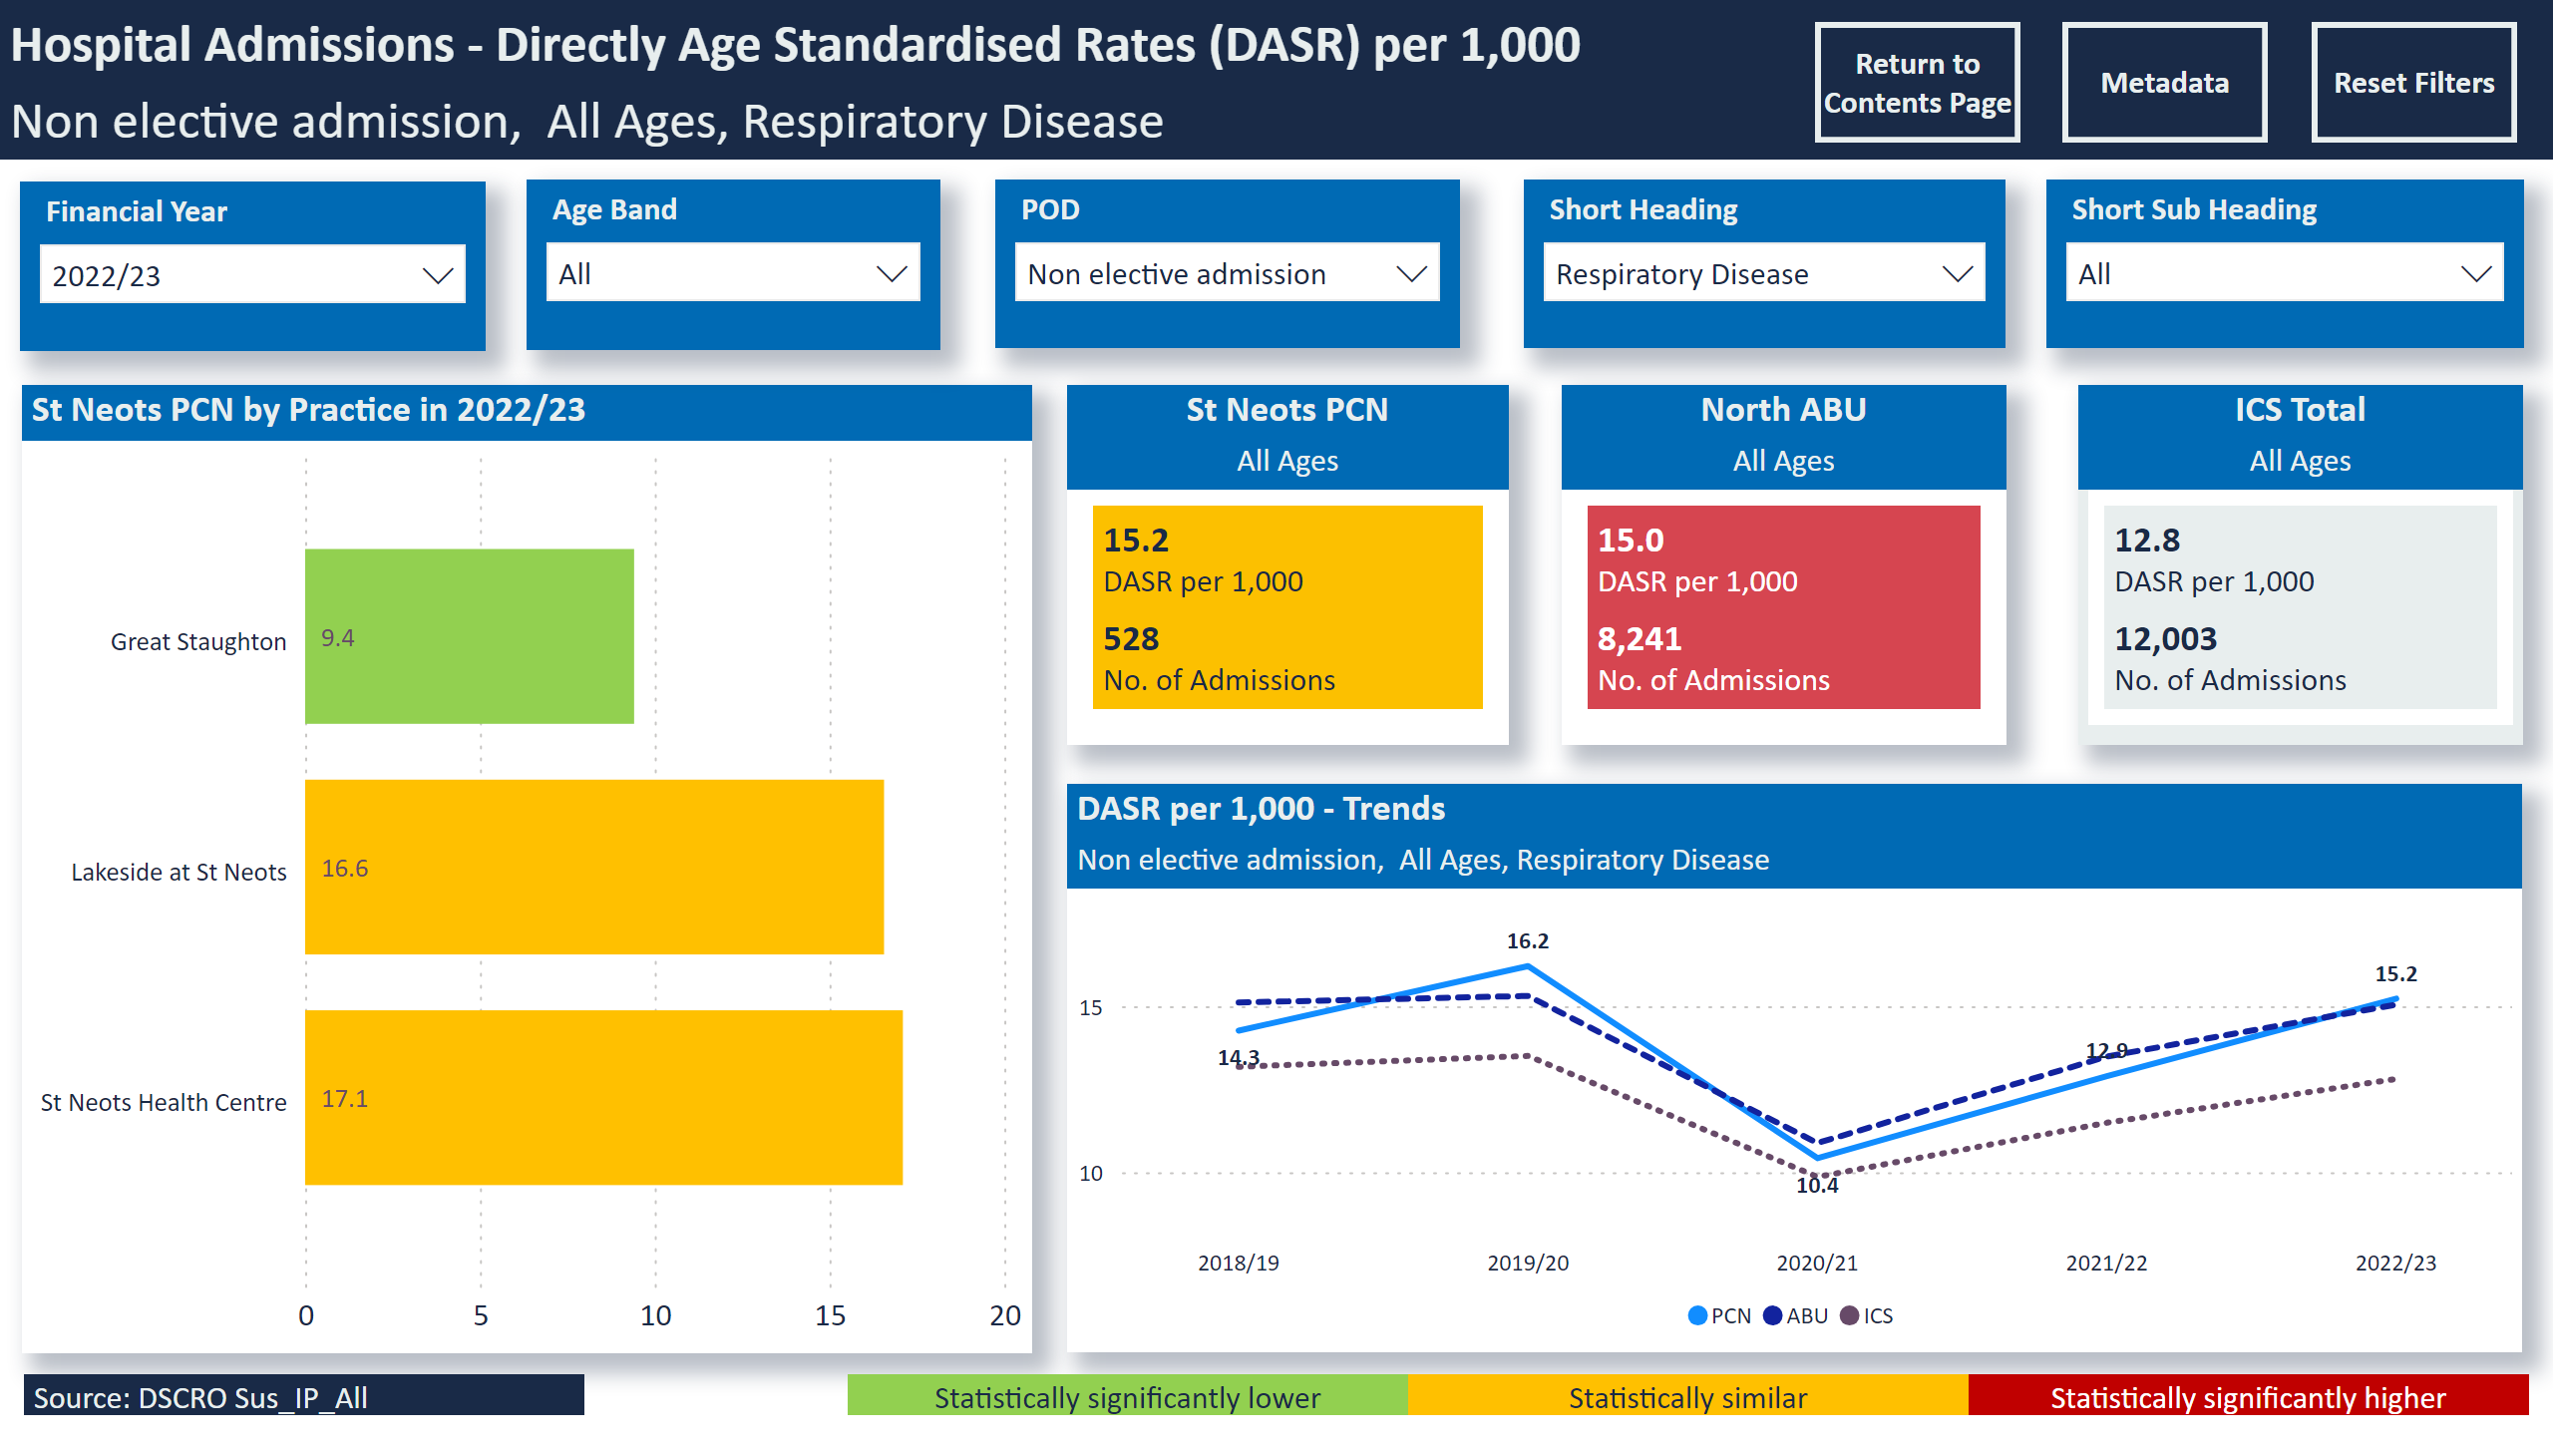 Hospital Admissions - Directly Age Standardised Rates (DASR) per 1,000
Non elective admission,  All Ages, Respiratory Disease
Return to
Contents Page
Metadata
Reset Filters
Financial Year
2022/23
Age Band
All
POD
Non elective admission
Short Heading
Respiratory Disease
Short Sub Heading
All
St Neots PCN by Practice in 2022/23
Great Staughton
9.4
Lakeside at St Neots
16.6
St Neots Health Centre
17.1
0 5 10 15 20
St Neots PCN
All Ages
15.2
DASR per 1,000
528
No. of Admissions
North ABU
All Ages
15.0
DASR per 1,000
8,241
No. of Admissions
ICS Total
All Ages
12.8
DASR per 1,000
12,003
No. of Admissions
DASR per 1,000 - Trends
Non elective admission,  All Ages, Respiratory Disease
16.2
15.2
15
14.3
12.9
10
10.4
2018/19 2019/20 2020/21 2021/22 2022/23
PCN ABU ICS
Source: DSCRO Sus_IP_All
Statistically significantly lower
Statistically similar
Statistically significantly higher